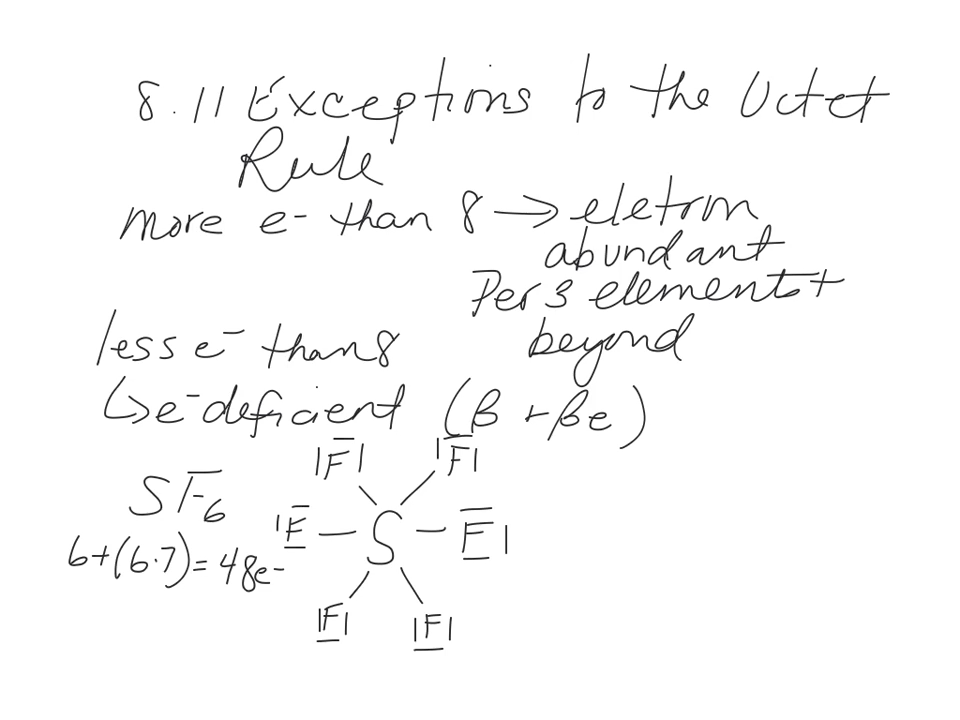 8.11 Exceptions to the Octet
Rule
more e- than 8 → eletron
abundant
Per 3 elements +
beyond
less e- than 8
↳ e- deficient (B + Be)
SF6
6+(6·7)=48e-
|F| |F|
|F - S - F|
|F| |F|